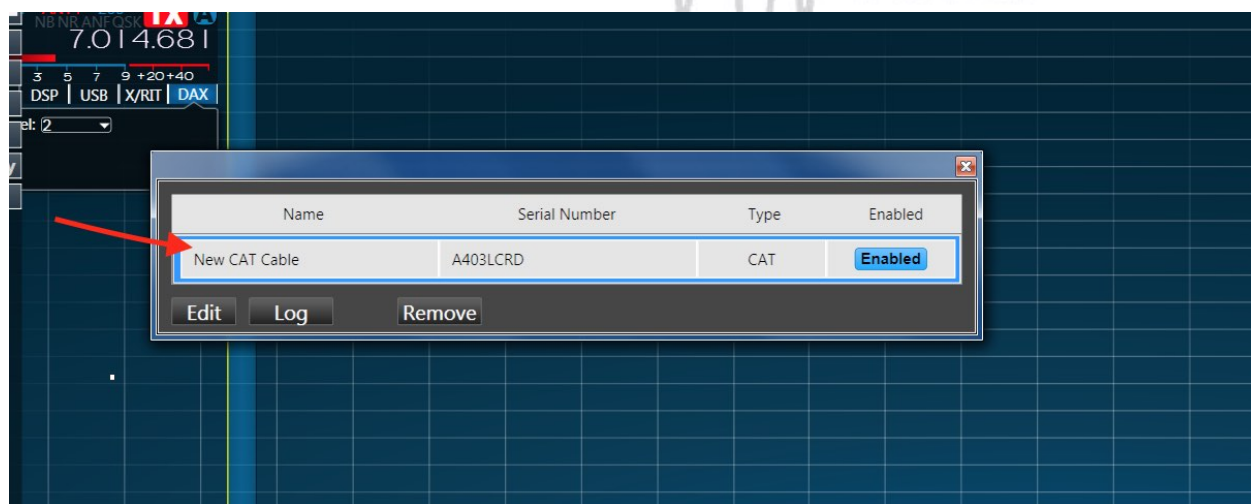 NB NR ANF QSK TX A
7.014.681
3 5 7 9 +20 +40
DSP USB X/RIT DAX
el: 2
y
Name Serial Number Type Enabled
New CAT Cable A403LCRD CAT Enabled
Edit Log Remove